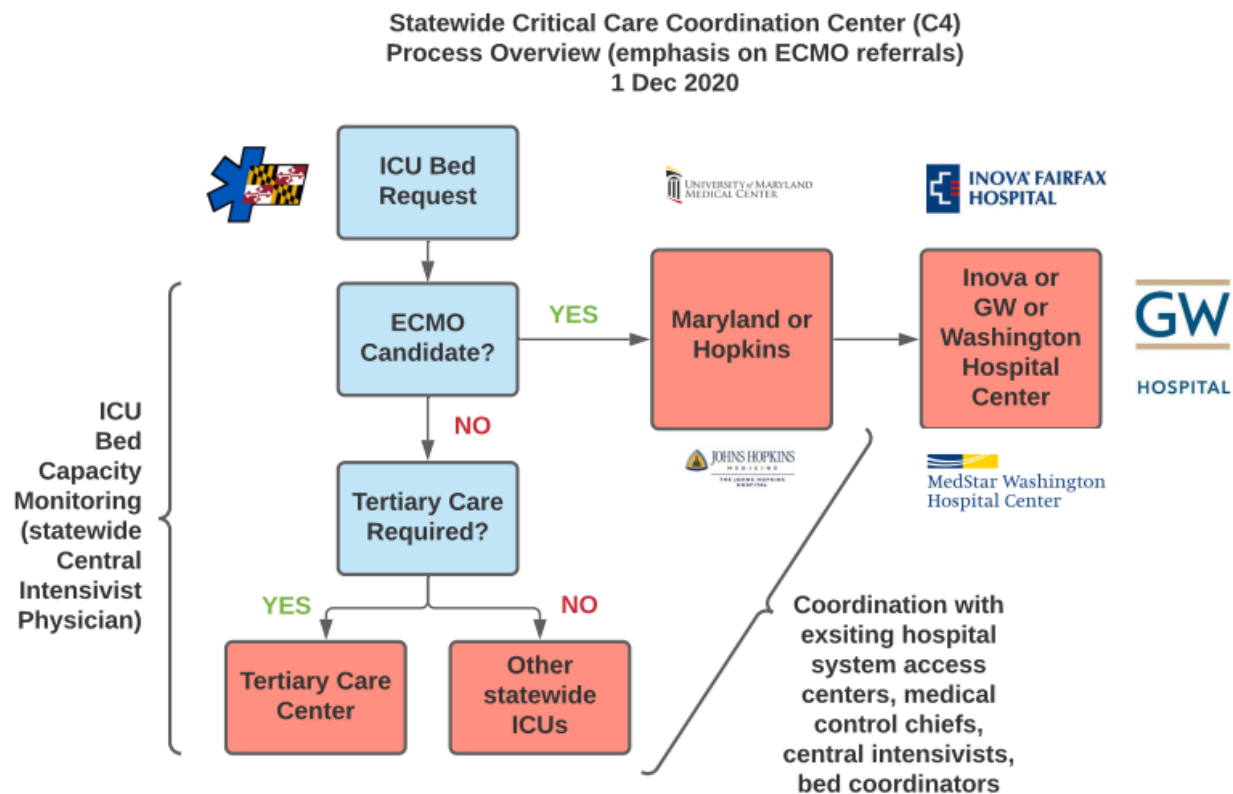 Statewide Critical Care Coordination Center (C4)
Process Overview (emphasis on ECMO referrals)
1 Dec 2020
ICU Bed
Request
UNIVERSITY of MARYLAND
MEDICAL CENTER
INOVA FAIRFAX
HOSPITAL
ECMO
Candidate?
YES
Maryland or
Hopkins
Inova or
GW or
Washington
Hospital
Center
GW
HOSPITAL
NO
JOHNS HOPKINS
MEDICINE
THE JOHNS HOPKINS
HOSPITAL
MedStar Washington
Hospital Center
ICU
Bed
Capacity
Monitoring
(statewide
Central
Intensivist
Physician)
Tertiary Care
Required?
YES
NO
Tertiary Care
Center
Other
statewide
ICUs
Coordination with
exsiting hospital
system access
centers, medical
control chiefs,
central intensivists,
bed coordinators